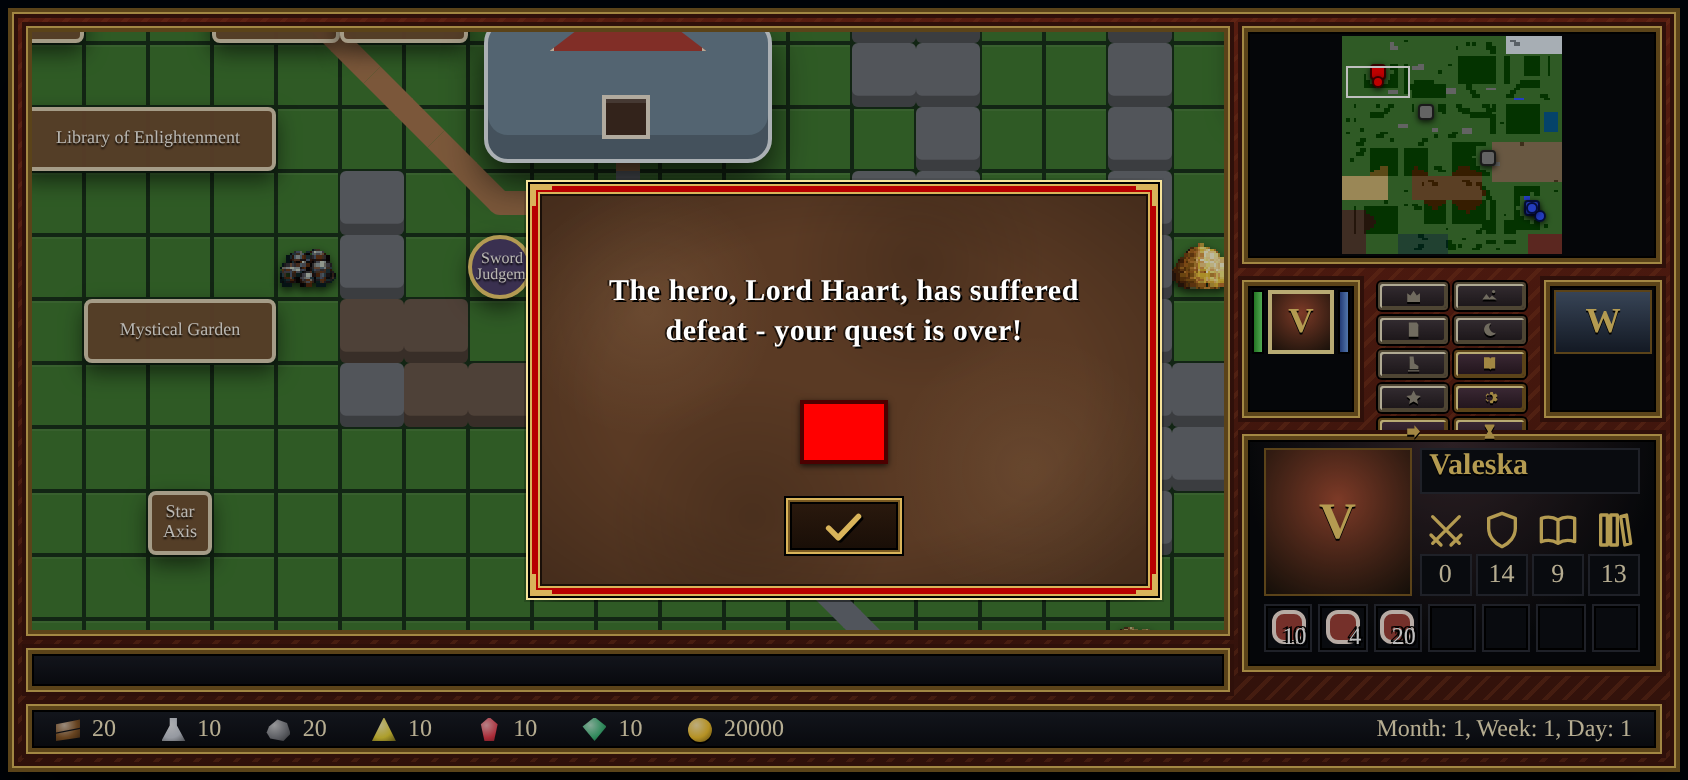 Library of Enlightenment
Sword
Judgem
Mystical Garden
Star
Axis
The hero, Lord Haart, has suffered
defeat - your quest is over!
V
W
Valeska
V
0 14 9 13
10 4 20
20 10 20 10 10 10 20000
Month: 1, Week: 1, Day: 1